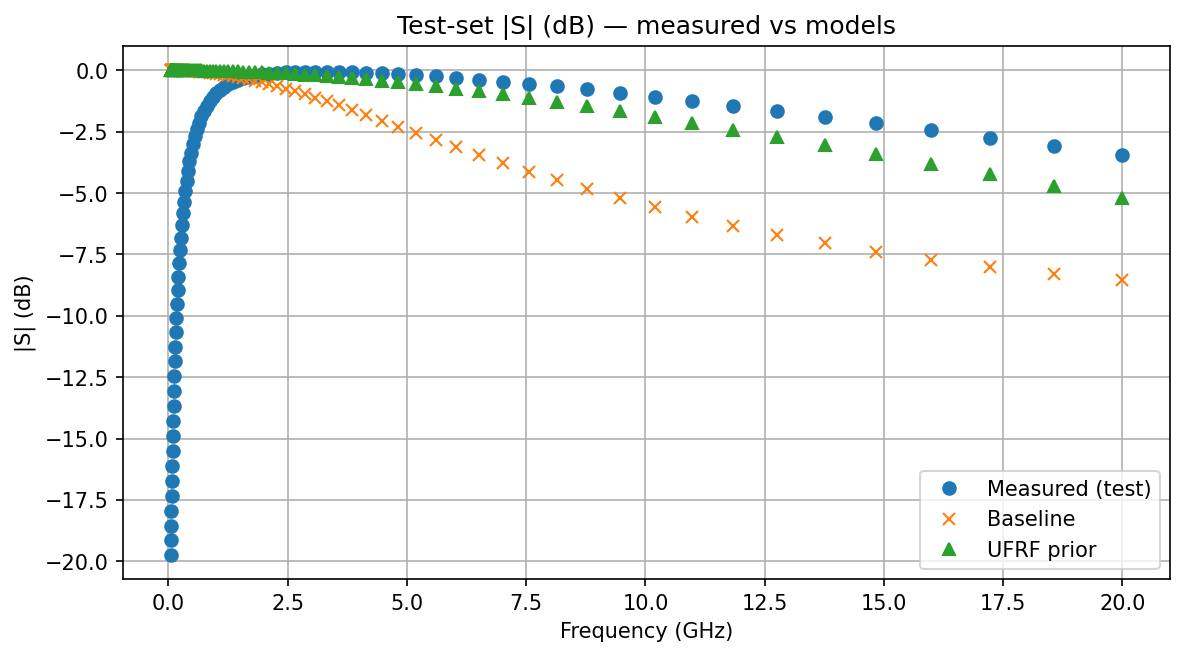 Test-set |S| (dB) — measured vs models
|S| (dB)
0.0
−2.5
−5.0
−7.5
−10.0
−12.5
−15.0
−17.5
−20.0
0.0 2.5 5.0 7.5 10.0 12.5 15.0 17.5 20.0
Frequency (GHz)
Measured (test)
Baseline
UFRF prior